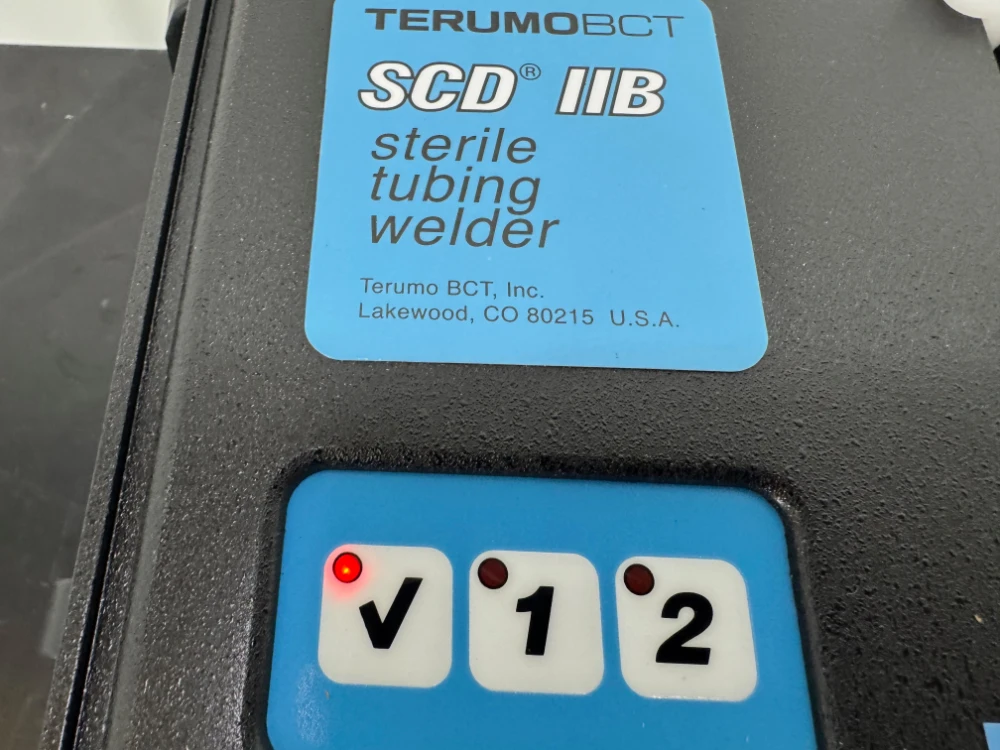 TERUMOBCT
SCD® IIB
sterile
tubing
welder
Terumo BCT, Inc.
Lakewood, CO 80215 U.S.A.
✓ 1 2